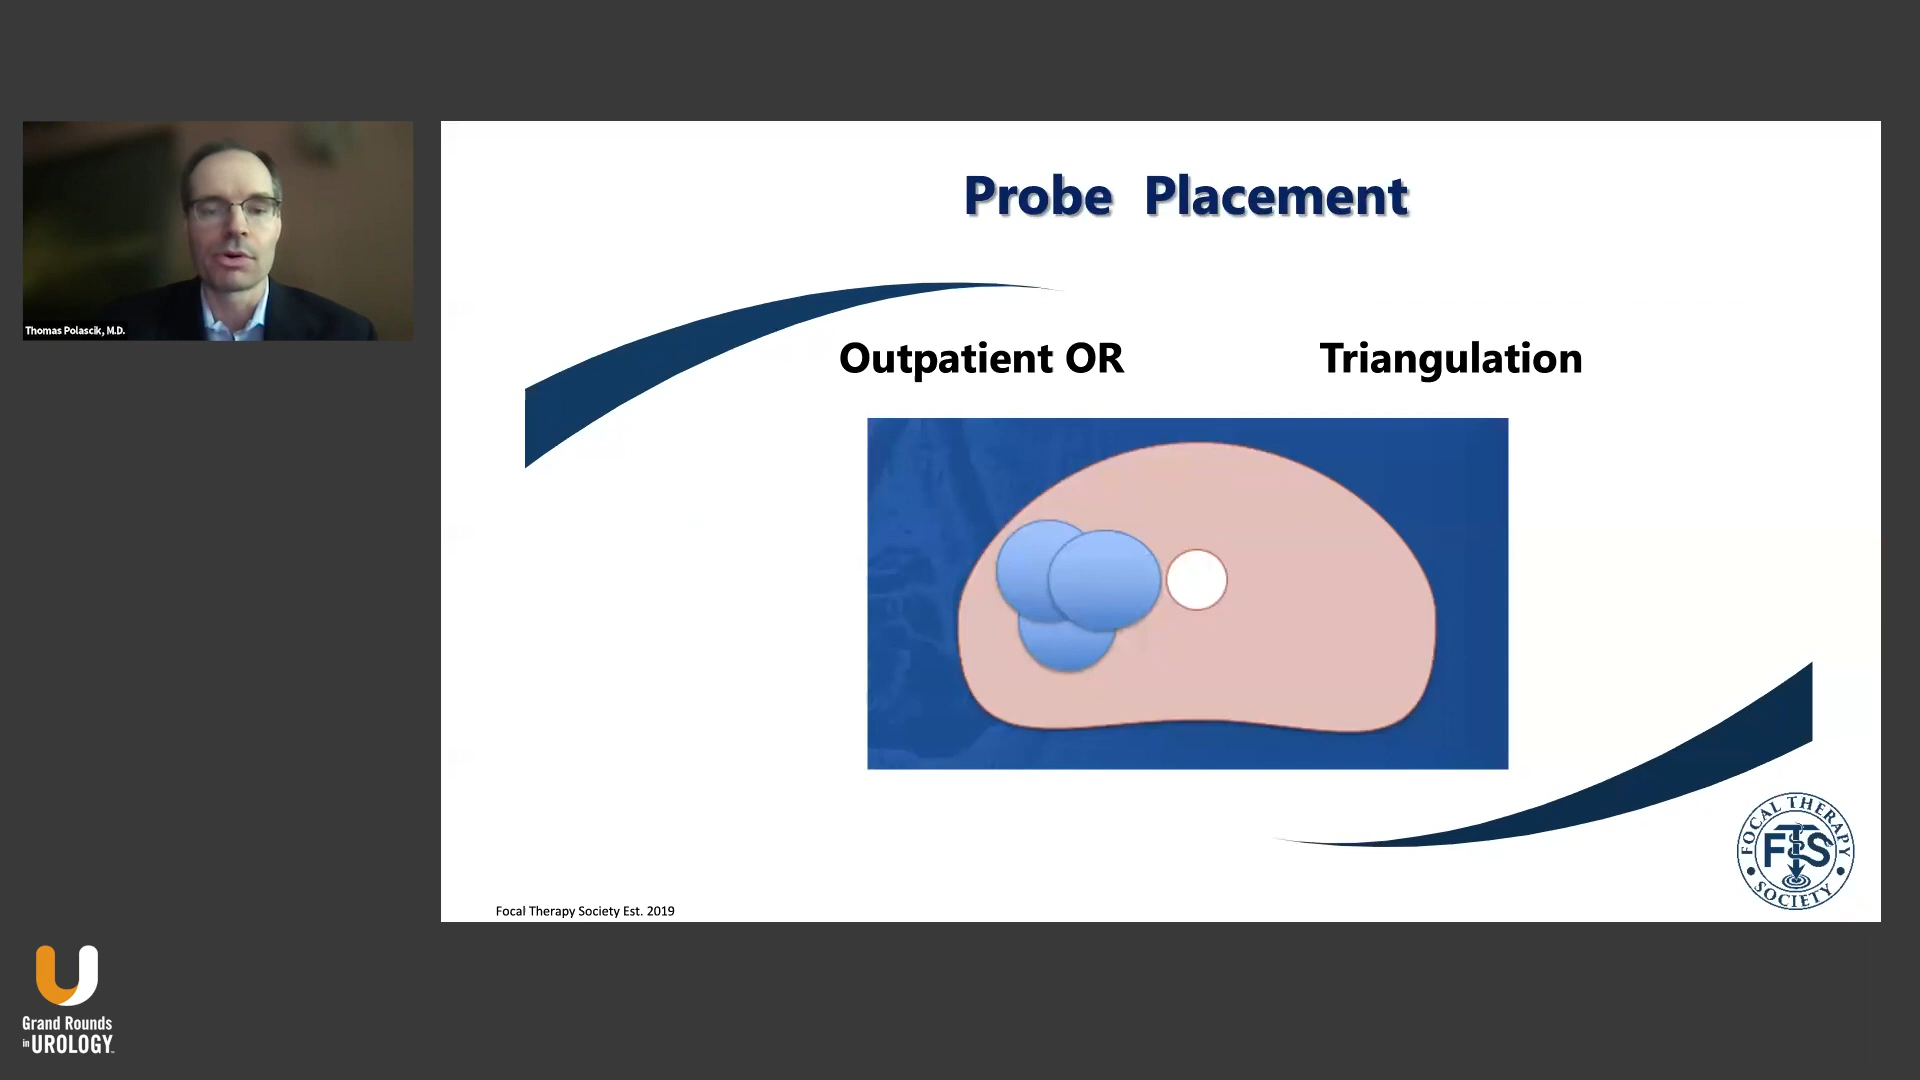 Thomas Polascik, M.D.
Probe Placement
Outpatient OR
Triangulation
FOCAL THERAPY
FTS
SOCIETY
Focal Therapy Society Est. 2019
Grand Rounds
in UROLOGY